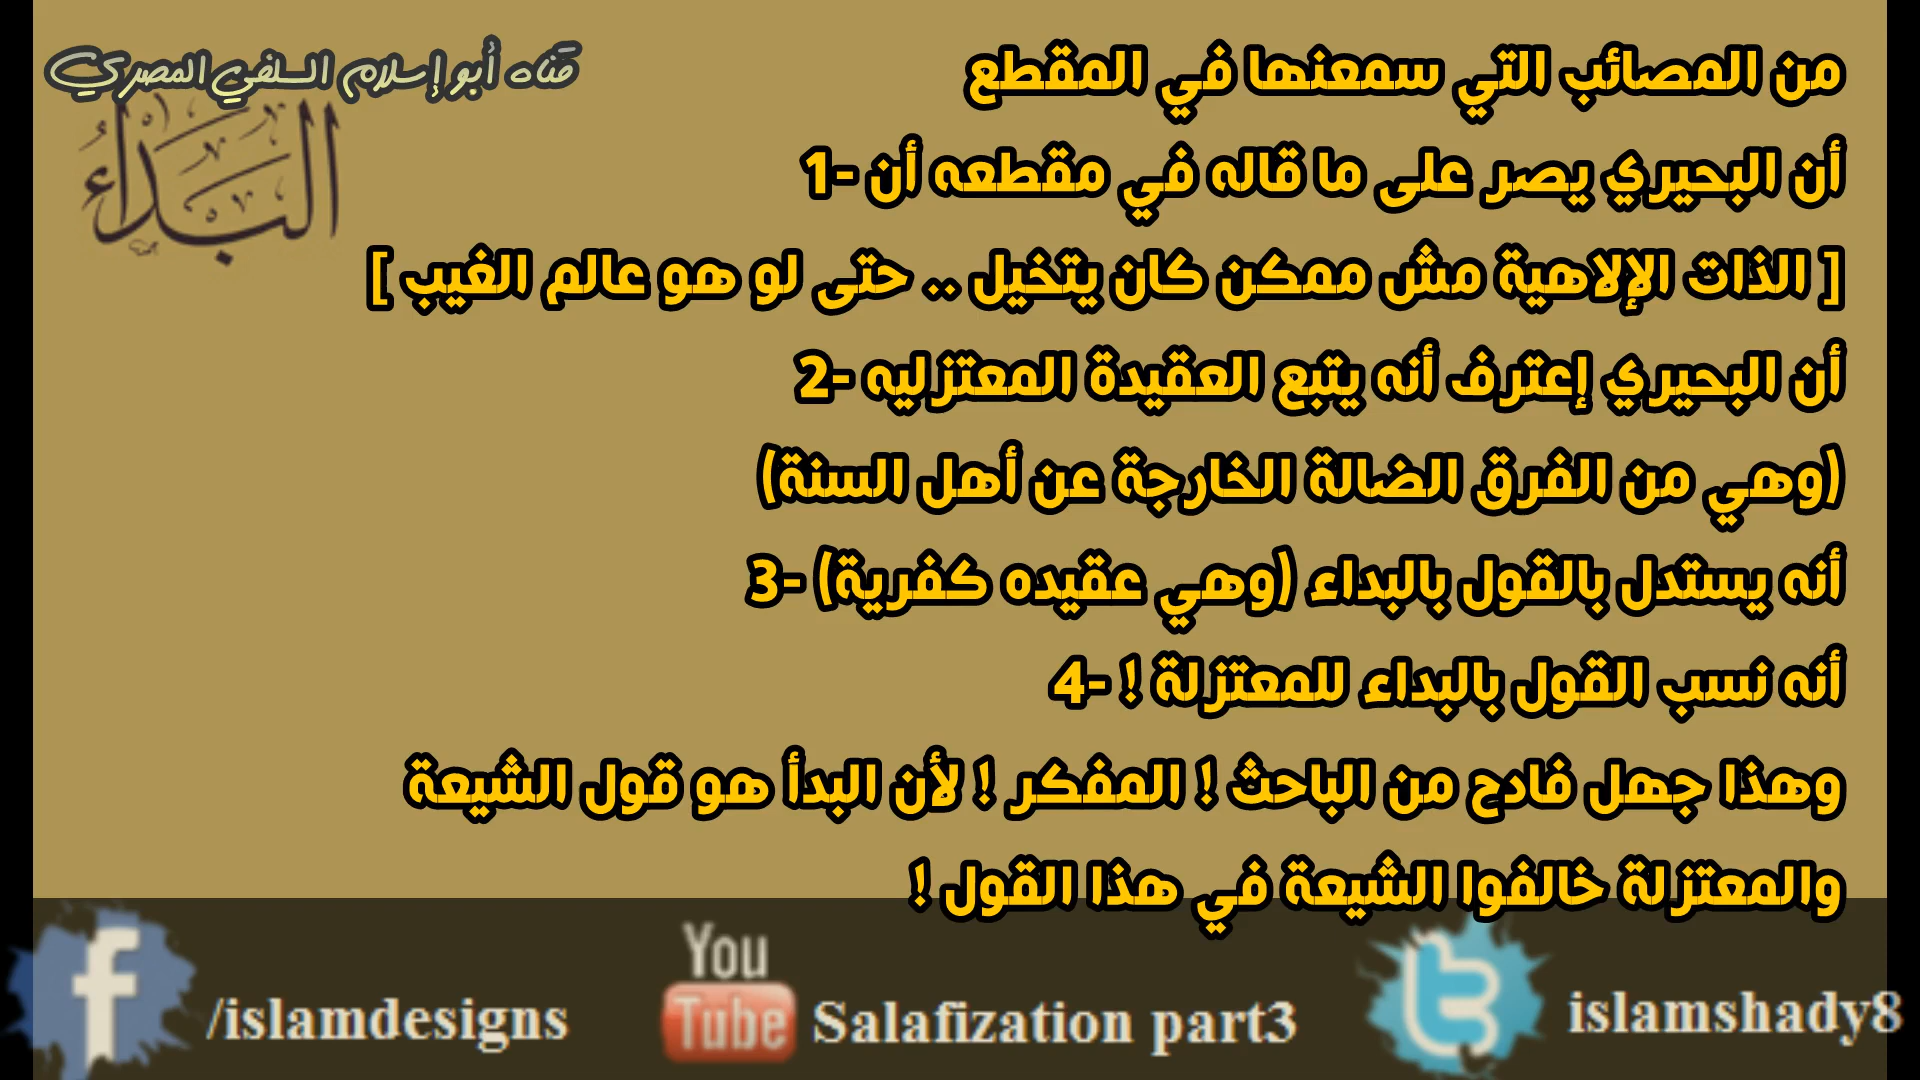 قناه أبو إسلام السلفي المصري
البَدَاءُ
من المصائب التي سمعنها في المقطع
أن البحيري يصر على ما قاله في مقطعه أن -1
[ الذات الإلاهية مش ممكن كان يتخيل .. حتى لو هو عالم الغيب ]
أن البحيري إعترف أنه يتبع العقيدة المعتزليه -2
(وهي من الفرق الضالة الخارجة عن أهل السنة)
أنه يستدل بالقول بالبداء (وهي عقيده كفرية) -3
أنه نسب القول بالبداء للمعتزلة ! -4
وهذا جهل فادح من الباحث ! المفكر ! لأن البدأ هو قول الشيعة
والمعتزلة خالفوا الشيعة في هذا القول !
f /islamdesigns
You Tube Salafization part3
t islamshady8